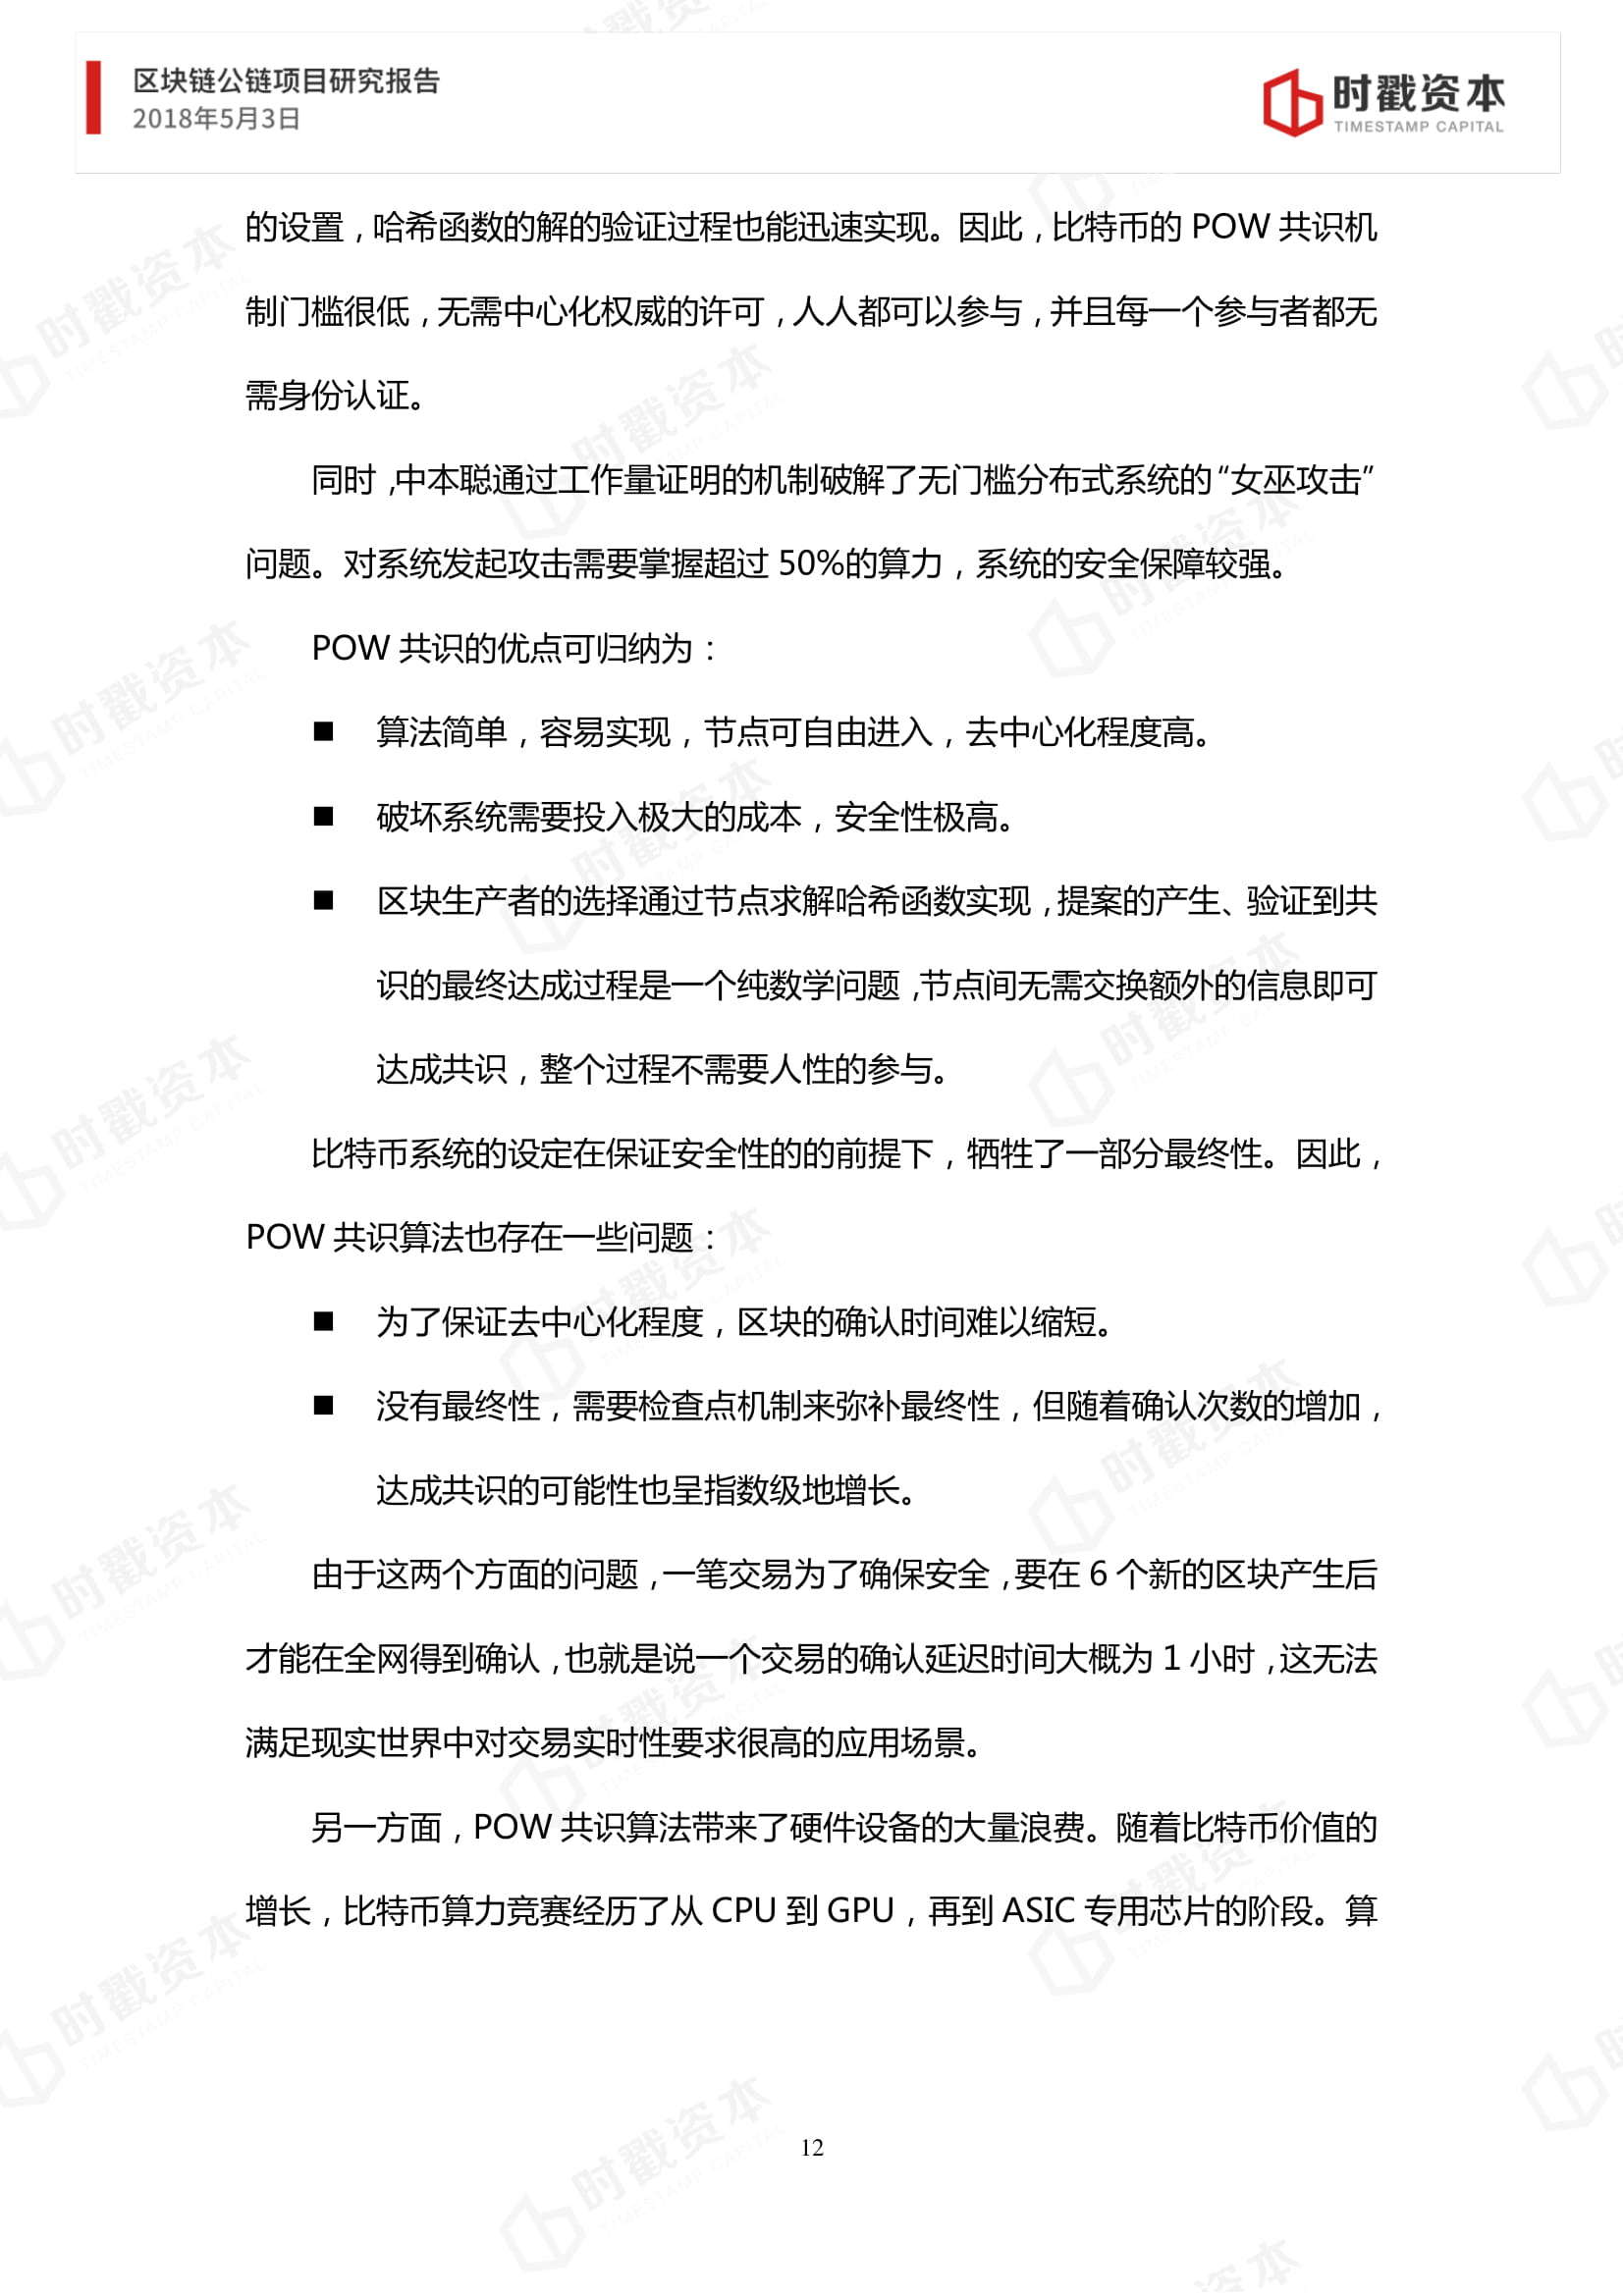 区块链公链项目研究报告
2018年5月3日
时戳资本
TIMESTAMP CAPITAL
的设置，哈希函数的解的验证过程也能迅速实现。因此，比特币的 POW 共识机
制门槛很低，无需中心化权威的许可，人人都可以参与，并且每一个参与者都无
需身份认证。
同时，中本聪通过工作量证明的机制破解了无门槛分布式系统的“女巫攻击”
问题。对系统发起攻击需要掌握超过 50%的算力，系统的安全保障较强。
POW 共识的优点可归纳为：
■ 算法简单，容易实现，节点可自由进入，去中心化程度高。
■ 破坏系统需要投入极大的成本，安全性极高。
■ 区块生产者的选择通过节点求解哈希函数实现，提案的产生、验证到共
识的最终达成过程是一个纯数学问题，节点间无需交换额外的信息即可
达成共识，整个过程不需要人性的参与。
比特币系统的设定在保证安全性的的前提下，牺牲了一部分最终性。因此，
POW 共识算法也存在一些问题：
■ 为了保证去中心化程度，区块的确认时间难以缩短。
■ 没有最终性，需要检查点机制来弥补最终性，但随着确认次数的增加，
达成共识的可能性也呈指数级地增长。
由于这两个方面的问题，一笔交易为了确保安全，要在 6 个新的区块产生后
才能在全网得到确认，也就是说一个交易的确认延迟时间大概为 1 小时，这无法
满足现实世界中对交易实时性要求很高的应用场景。
另一方面，POW 共识算法带来了硬件设备的大量浪费。随着比特币价值的
增长，比特币算力竞赛经历了从 CPU 到 GPU，再到 ASIC 专用芯片的阶段。算
12